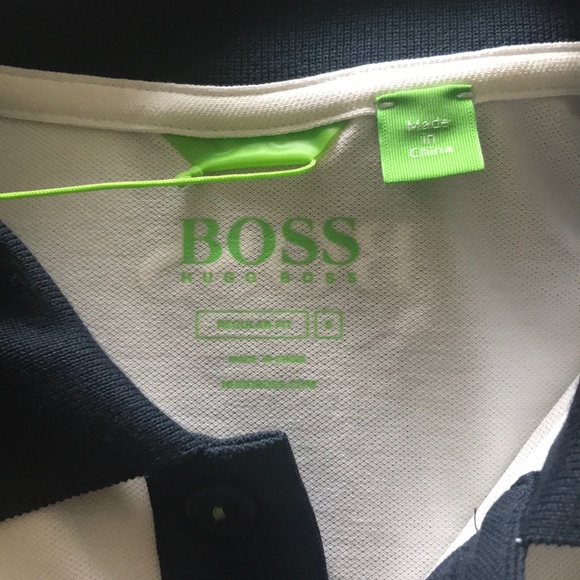 Made
in
China
BOSS
HUGO BOSS
REGULAR FIT
MADE IN CHINA
HUGOBOSS.COM